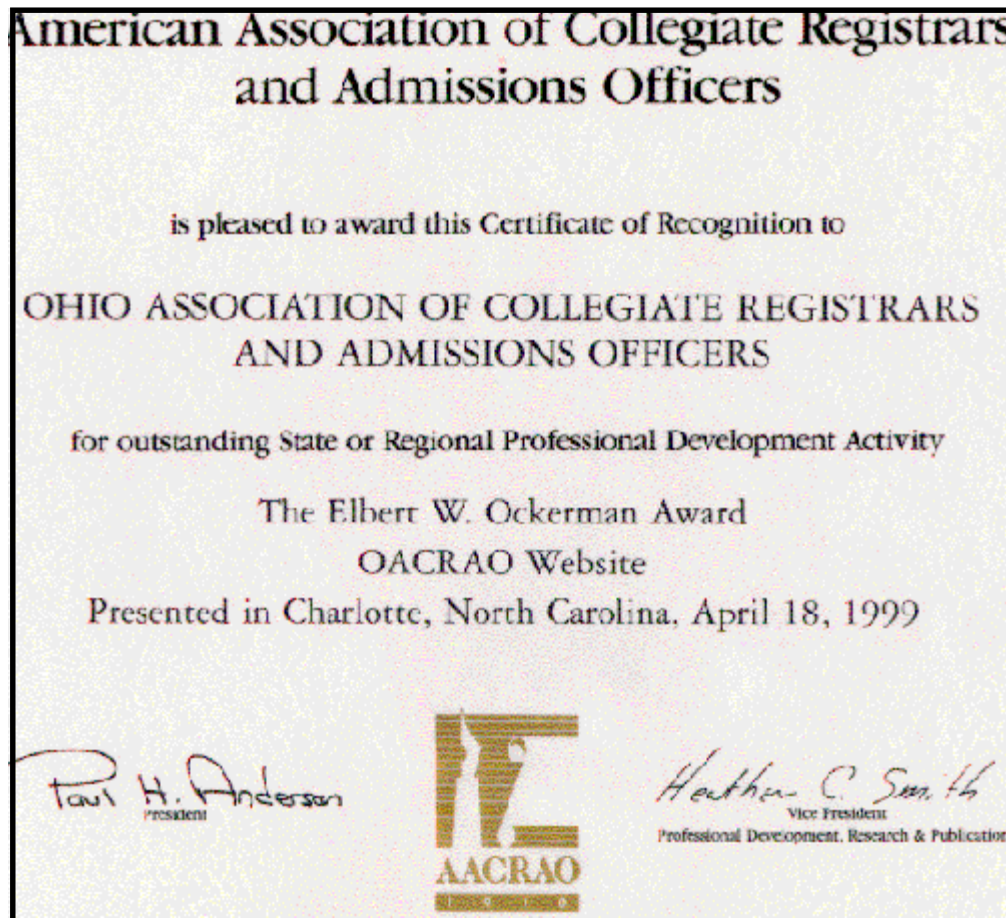 American Association of Collegiate Registrars
and Admissions Officers
is pleased to award this Certificate of Recognition to
OHIO ASSOCIATION OF COLLEGIATE REGISTRARS
AND ADMISSIONS OFFICERS
for outstanding State or Regional Professional Development Activity
The Elbert W. Ockerman Award
OACRAO Website
Presented in Charlotte, North Carolina, April 18, 1999
Paul H. Anderson
President
Heather C. Smith
Vice President
Professional Development, Research & Publication
AACRAO
1910